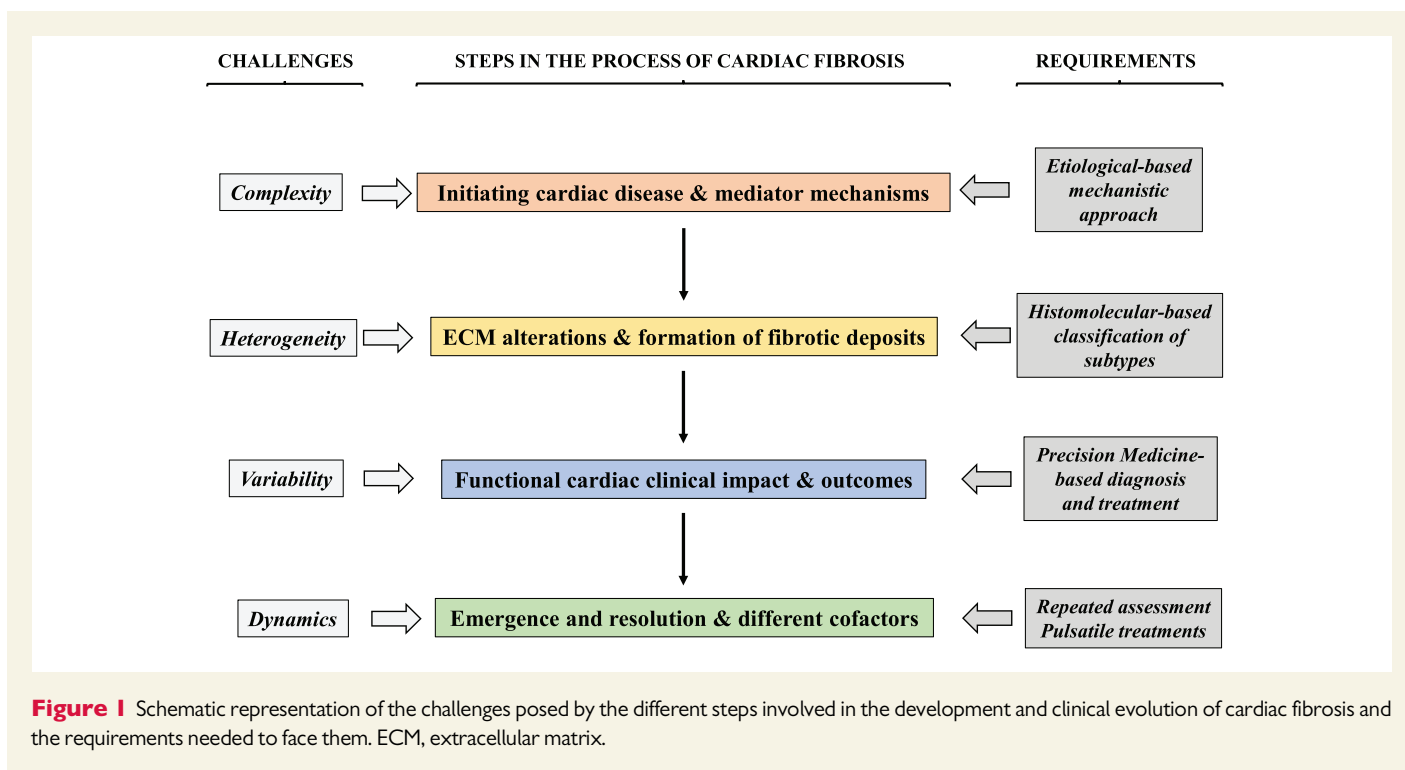 CHALLENGES
STEPS IN THE PROCESS OF CARDIAC FIBROSIS
REQUIREMENTS
Complexity
Initiating cardiac disease & mediator mechanisms
Etiological-based
mechanistic
approach
Heterogeneity
ECM alterations & formation of fibrotic deposits
Histomolecular-based
classification of
subtypes
Variability
Functional cardiac clinical impact & outcomes
Precision Medicine-
based diagnosis
and treatment
Dynamics
Emergence and resolution & different cofactors
Repeated assessment
Pulsatile treatments
Figure 1 Schematic representation of the challenges posed by the different steps involved in the development and clinical evolution of cardiac fibrosis and
the requirements needed to face them. ECM, extracellular matrix.